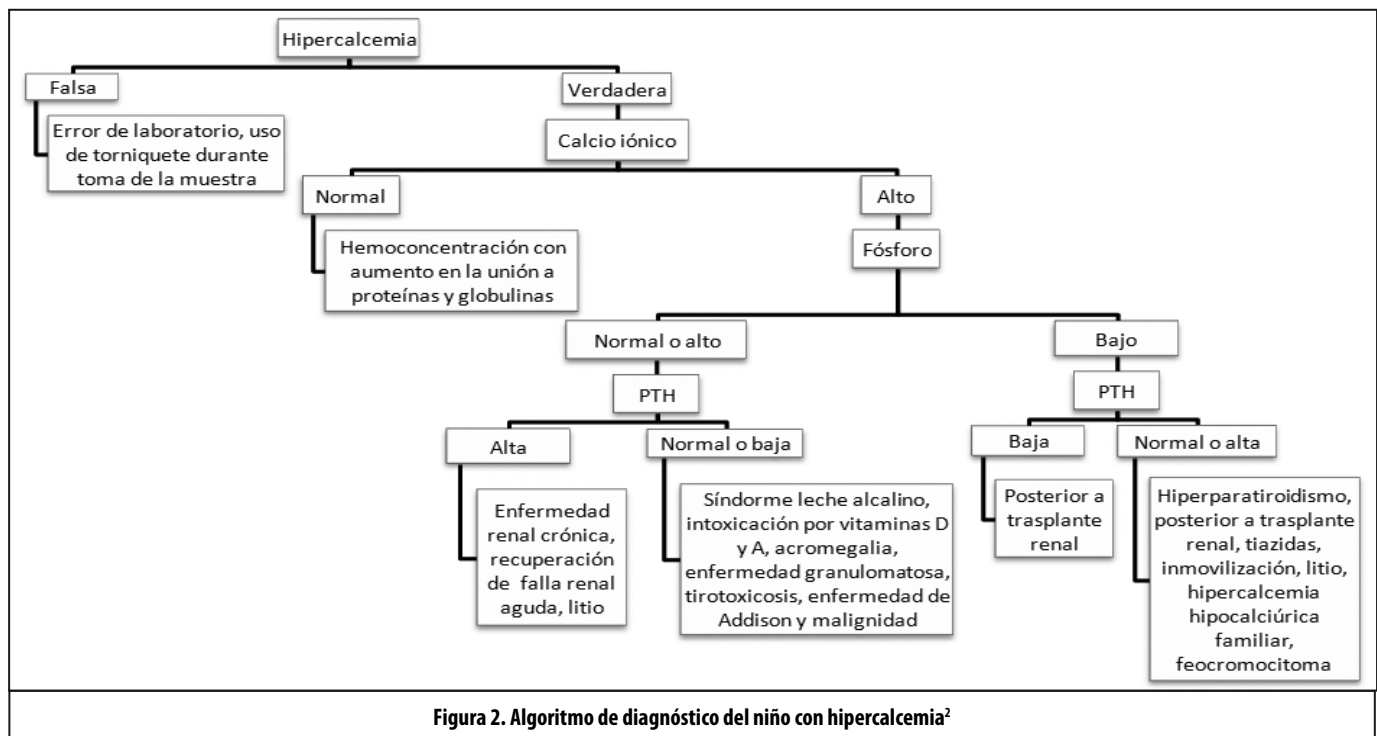 Hipercalcemia
Falsa
Verdadera
Error de laboratorio, uso
de torniquete durante
toma de la muestra
Calcio iónico
Normal
Alto
Hemoconcentración con
aumento en la unión a
proteínas y globulinas
Fósforo
Normal o alto
Bajo
PTH
PTH
Alta
Normal o baja
Baja
Normal o alta
Enfermedad
renal crónica,
recuperación
de falla renal
aguda, litio
Síndorme leche alcalino,
intoxicación por vitaminas D
y A, acromegalia,
enfermedad granulomatosa,
tirotoxicosis, enfermedad de
Addison y malignidad
Posterior a
trasplante
renal
Hiperparatiroidismo,
posterior a trasplante
renal, tiazidas,
inmovilización, litio,
hipercalcemia
hipocalciúrica
familiar,
feocromocitoma
Figura 2. Algoritmo de diagnóstico del niño con hipercalcemia²